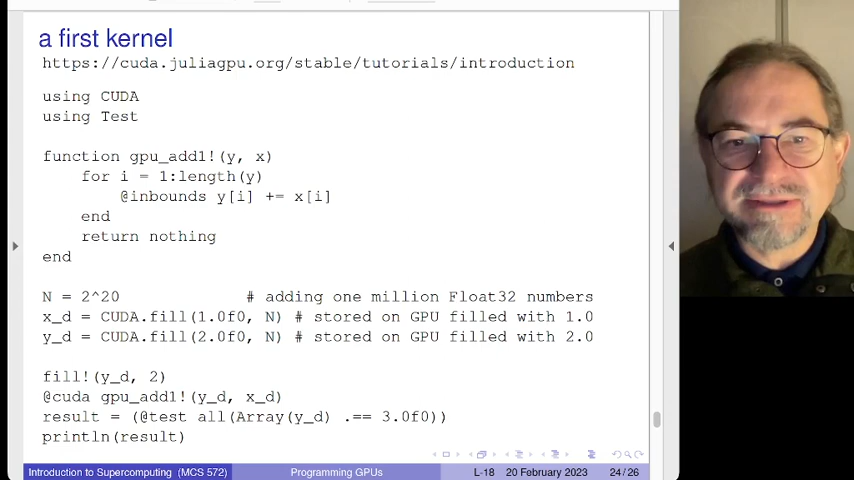 a first kernel
https://cuda.juliagpu.org/stable/tutorials/introduction
using CUDA
using Test
function gpu_add1!(y, x)
    for i = 1:length(y)
        @inbounds y[i] += x[i]
    end
    return nothing
end
N = 2^20             # adding one million Float32 numbers
x_d = CUDA.fill(1.0f0, N) # stored on GPU filled with 1.0
y_d = CUDA.fill(2.0f0, N) # stored on GPU filled with 2.0
fill!(y_d, 2)
@cuda gpu_add1!(y_d, x_d)
result = (@test all(Array(y_d) .== 3.0f0))
println(result)
Introduction to Supercomputing (MCS 572) Programming GPUs L-18 20 February 2023 24 / 26